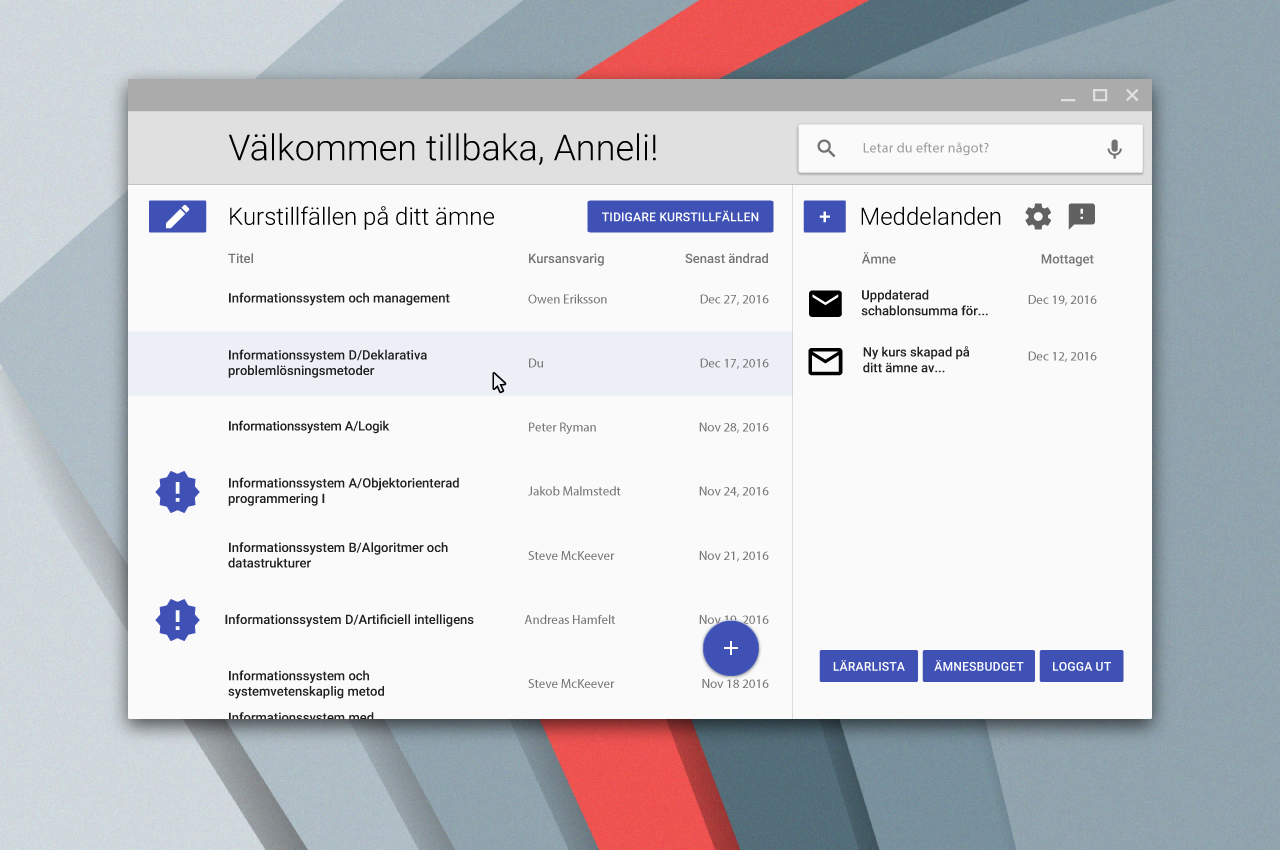 Välkommen tillbaka, Anneli!
Letar du efter något?
Kurstillfällen på ditt ämne
TIDIGARE KURSTILLFÄLLEN
Titel Kursansvarig Senast ändrad
Informationssystem och management Owen Eriksson Dec 27, 2016
Informationssystem D/Deklarativa
problemlösningsmetoder
Du Dec 17, 2016
Informationssystem A/Logik Peter Ryman Nov 28, 2016
!
Informationssystem A/Objektorienterad
programmering I
Jakob Malmstedt Nov 24, 2016
Informationssystem B/Algoritmer och
datastrukturer
Steve McKeever Nov 21, 2016
!
Informationssystem D/Artificiell intelligens Andreas Hamfelt Nov 19, 2016
+
Informationssystem och
systemvetenskaplig metod
Steve McKeever Nov 18 2016
Informationssystem med
+
Meddelanden
!
Ämne Mottaget
Uppdaterad
schablonsumma för...
Dec 19, 2016
Ny kurs skapad på
ditt ämne av...
Dec 12, 2016
LÄRARLISTA ÄMNESBUDGET LOGGA UT